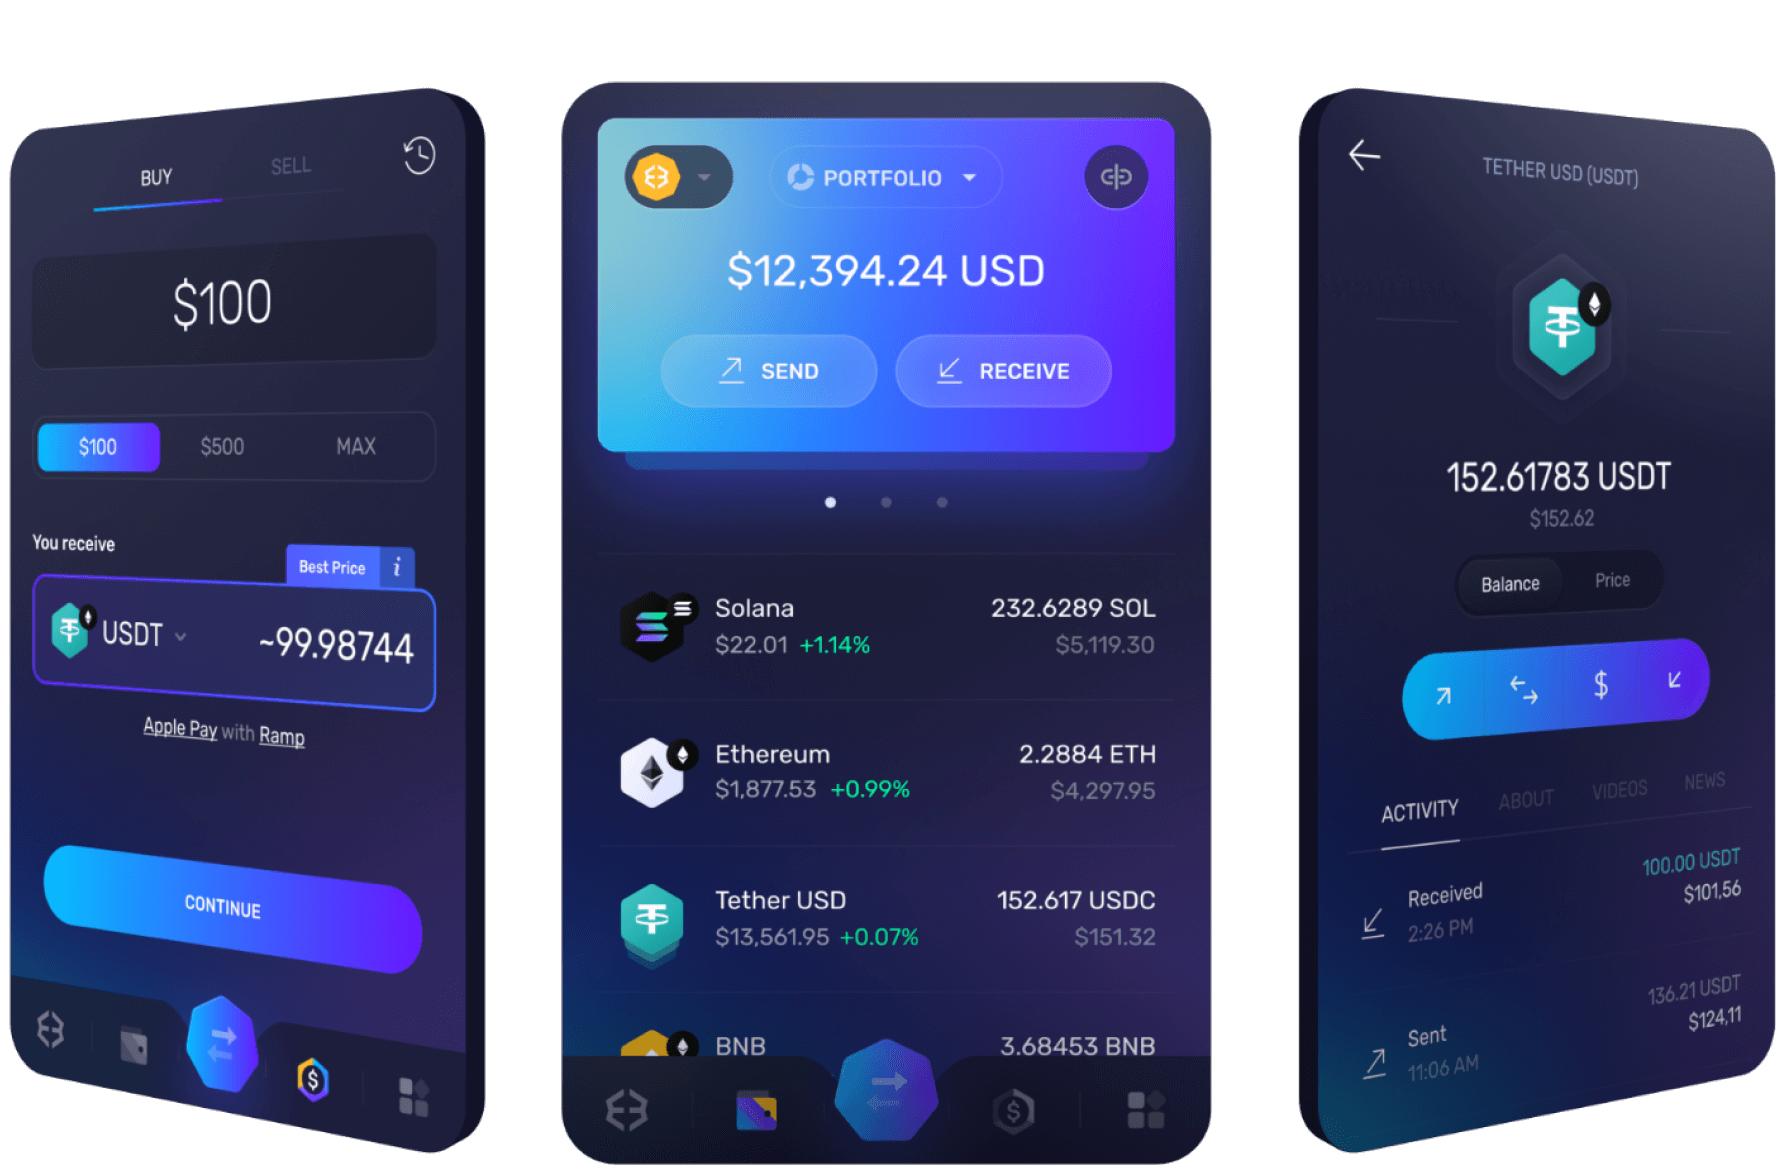 BUY
SELL
$100
$100
$500
MAX
You receive
Best Price i
USDT
~99.98744
Apple Pay with Ramp
CONTINUE
PORTFOLIO
$12,394.24 USD
SEND
RECEIVE
Solana
232.6289 SOL
$22.01 +1.14%
$5,119.30
Ethereum
2.2884 ETH
$1,877.53 +0.99%
$4,297.95
Tether USD
152.617 USDC
$13,561.95 +0.07%
$151.32
BNB
3.68453 BNB
TETHER USD (USDT)
152.61783 USDT
$152.62
Balance
Price
$
ACTIVITY
ABOUT
VIDEOS
NEWS
Received
100.00 USDT
2:26 PM
$101,56
Sent
136.21 USDT
11:06 AM
$124,11